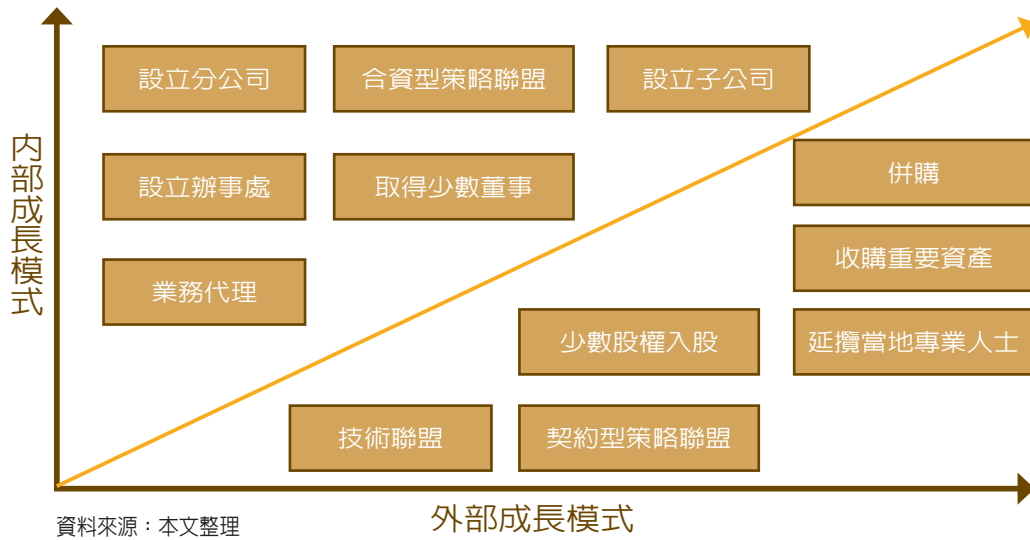 設立分公司
合資型策略聯盟
設立子公司
內部成長模式
設立辦事處
取得少數董事
併購
收購重要資產
業務代理
少數股權入股
延攬當地專業人士
技術聯盟
契約型策略聯盟
外部成長模式
資料來源：本文整理